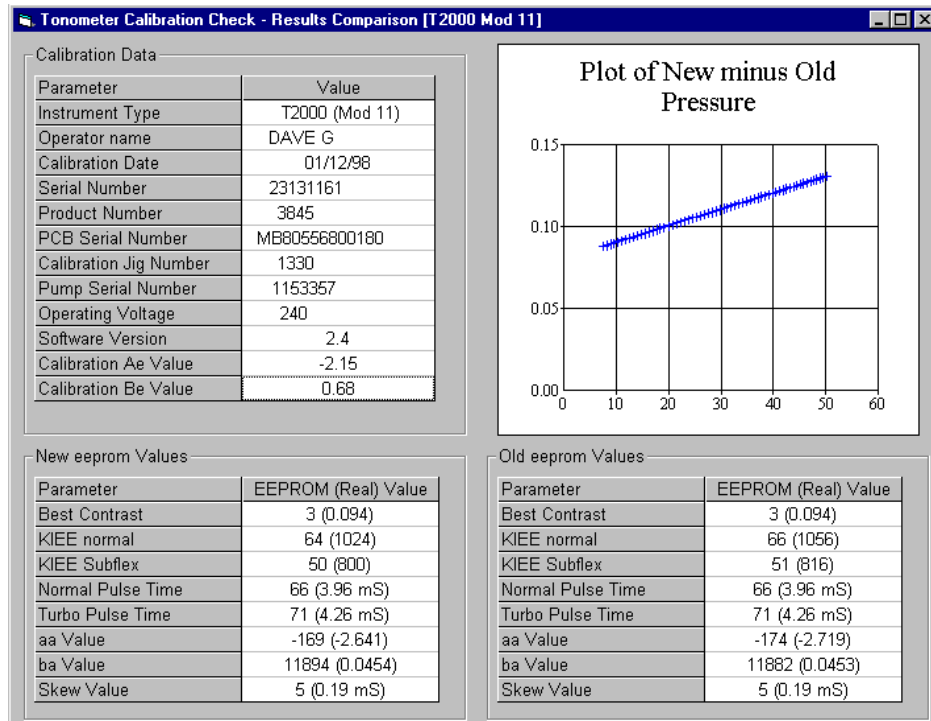 Tonometer Calibration Check - Results Comparison [T2000 Mod 11]
Calibration Data
Parameter Value
Instrument Type T2000 (Mod 11)
Operator name DAVE G
Calibration Date 01/12/98
Serial Number 23131161
Product Number 3845
PCB Serial Number MB80556800180
Calibration Jig Number 1330
Pump Serial Number 1153357
Operating Voltage 240
Software Version 2.4
Calibration Ae Value -2.15
Calibration Be Value 0.68
Plot of New minus Old
Pressure
0.15
0.10
0.05
0.00
0 10 20 30 40 50 60
New eeprom Values
Parameter EEPROM (Real) Value
Best Contrast 3 (0.094)
KIEE normal 64 (1024)
KIEE Subflex 50 (800)
Normal Pulse Time 66 (3.96 mS)
Turbo Pulse Time 71 (4.26 mS)
aa Value -169 (-2.641)
ba Value 11894 (0.0454)
Skew Value 5 (0.19 mS)
Old eeprom Values
Parameter EEPROM (Real) Value
Best Contrast 3 (0.094)
KIEE normal 66 (1056)
KIEE Subflex 51 (816)
Normal Pulse Time 66 (3.96 mS)
Turbo Pulse Time 71 (4.26 mS)
aa Value -174 (-2.719)
ba Value 11882 (0.0453)
Skew Value 5 (0.19 mS)